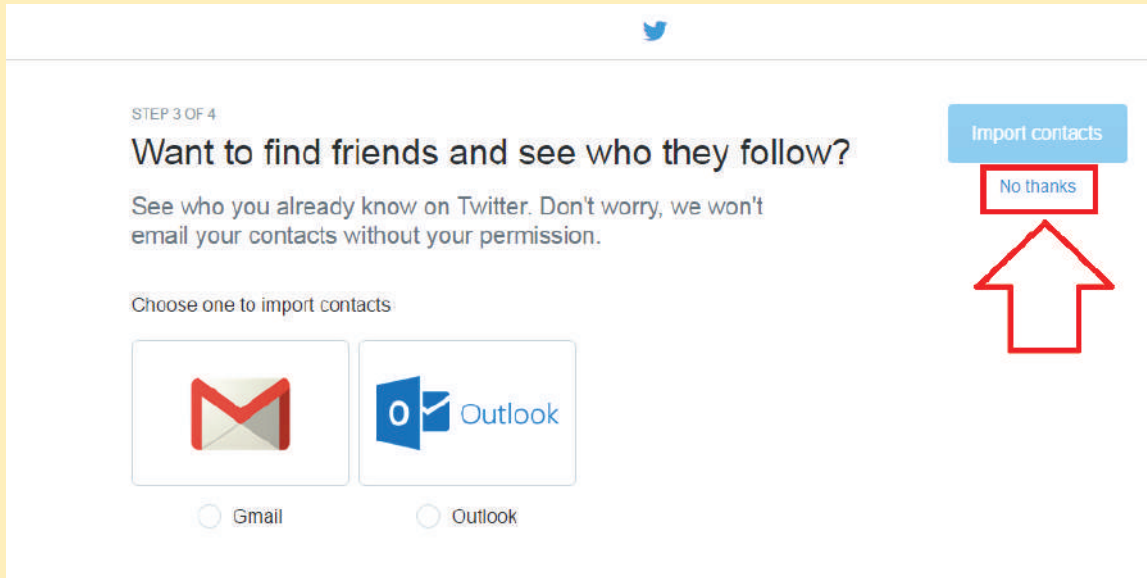 STEP 3 OF 4
Want to find friends and see who they follow?
See who you already know on Twitter. Don't worry, we won't
email your contacts without your permission.
Choose one to import contacts
Outlook
Gmail
Outlook
Import contacts
No thanks